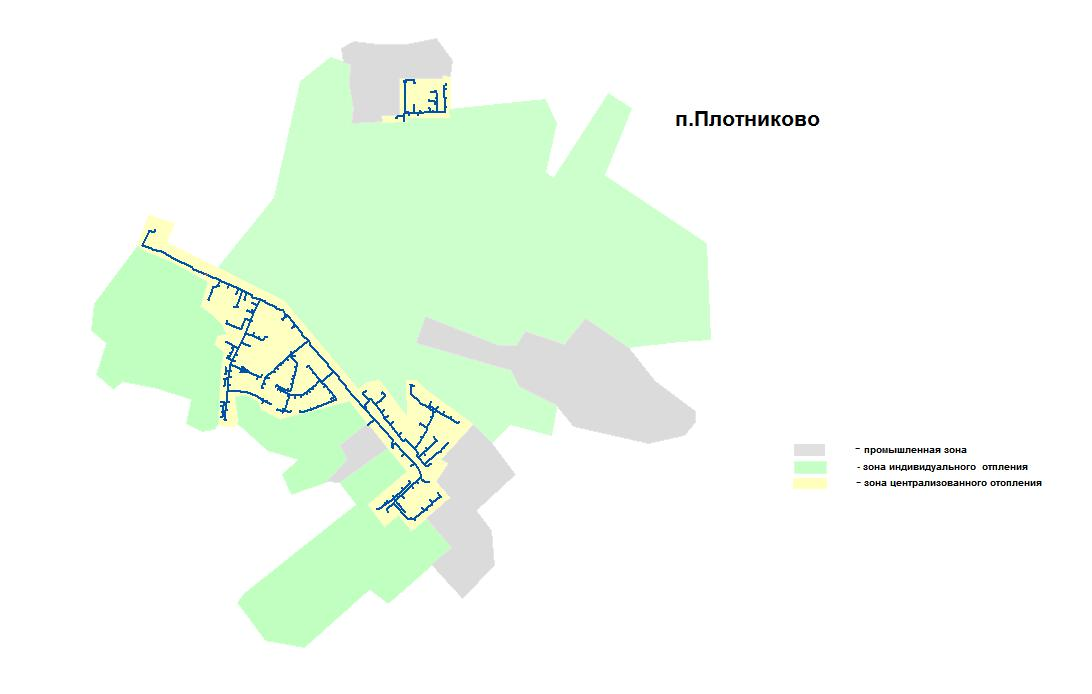 п.Плотниково
- промышленная зона
- зона индивидуального отпления
- зона централизованного отопления